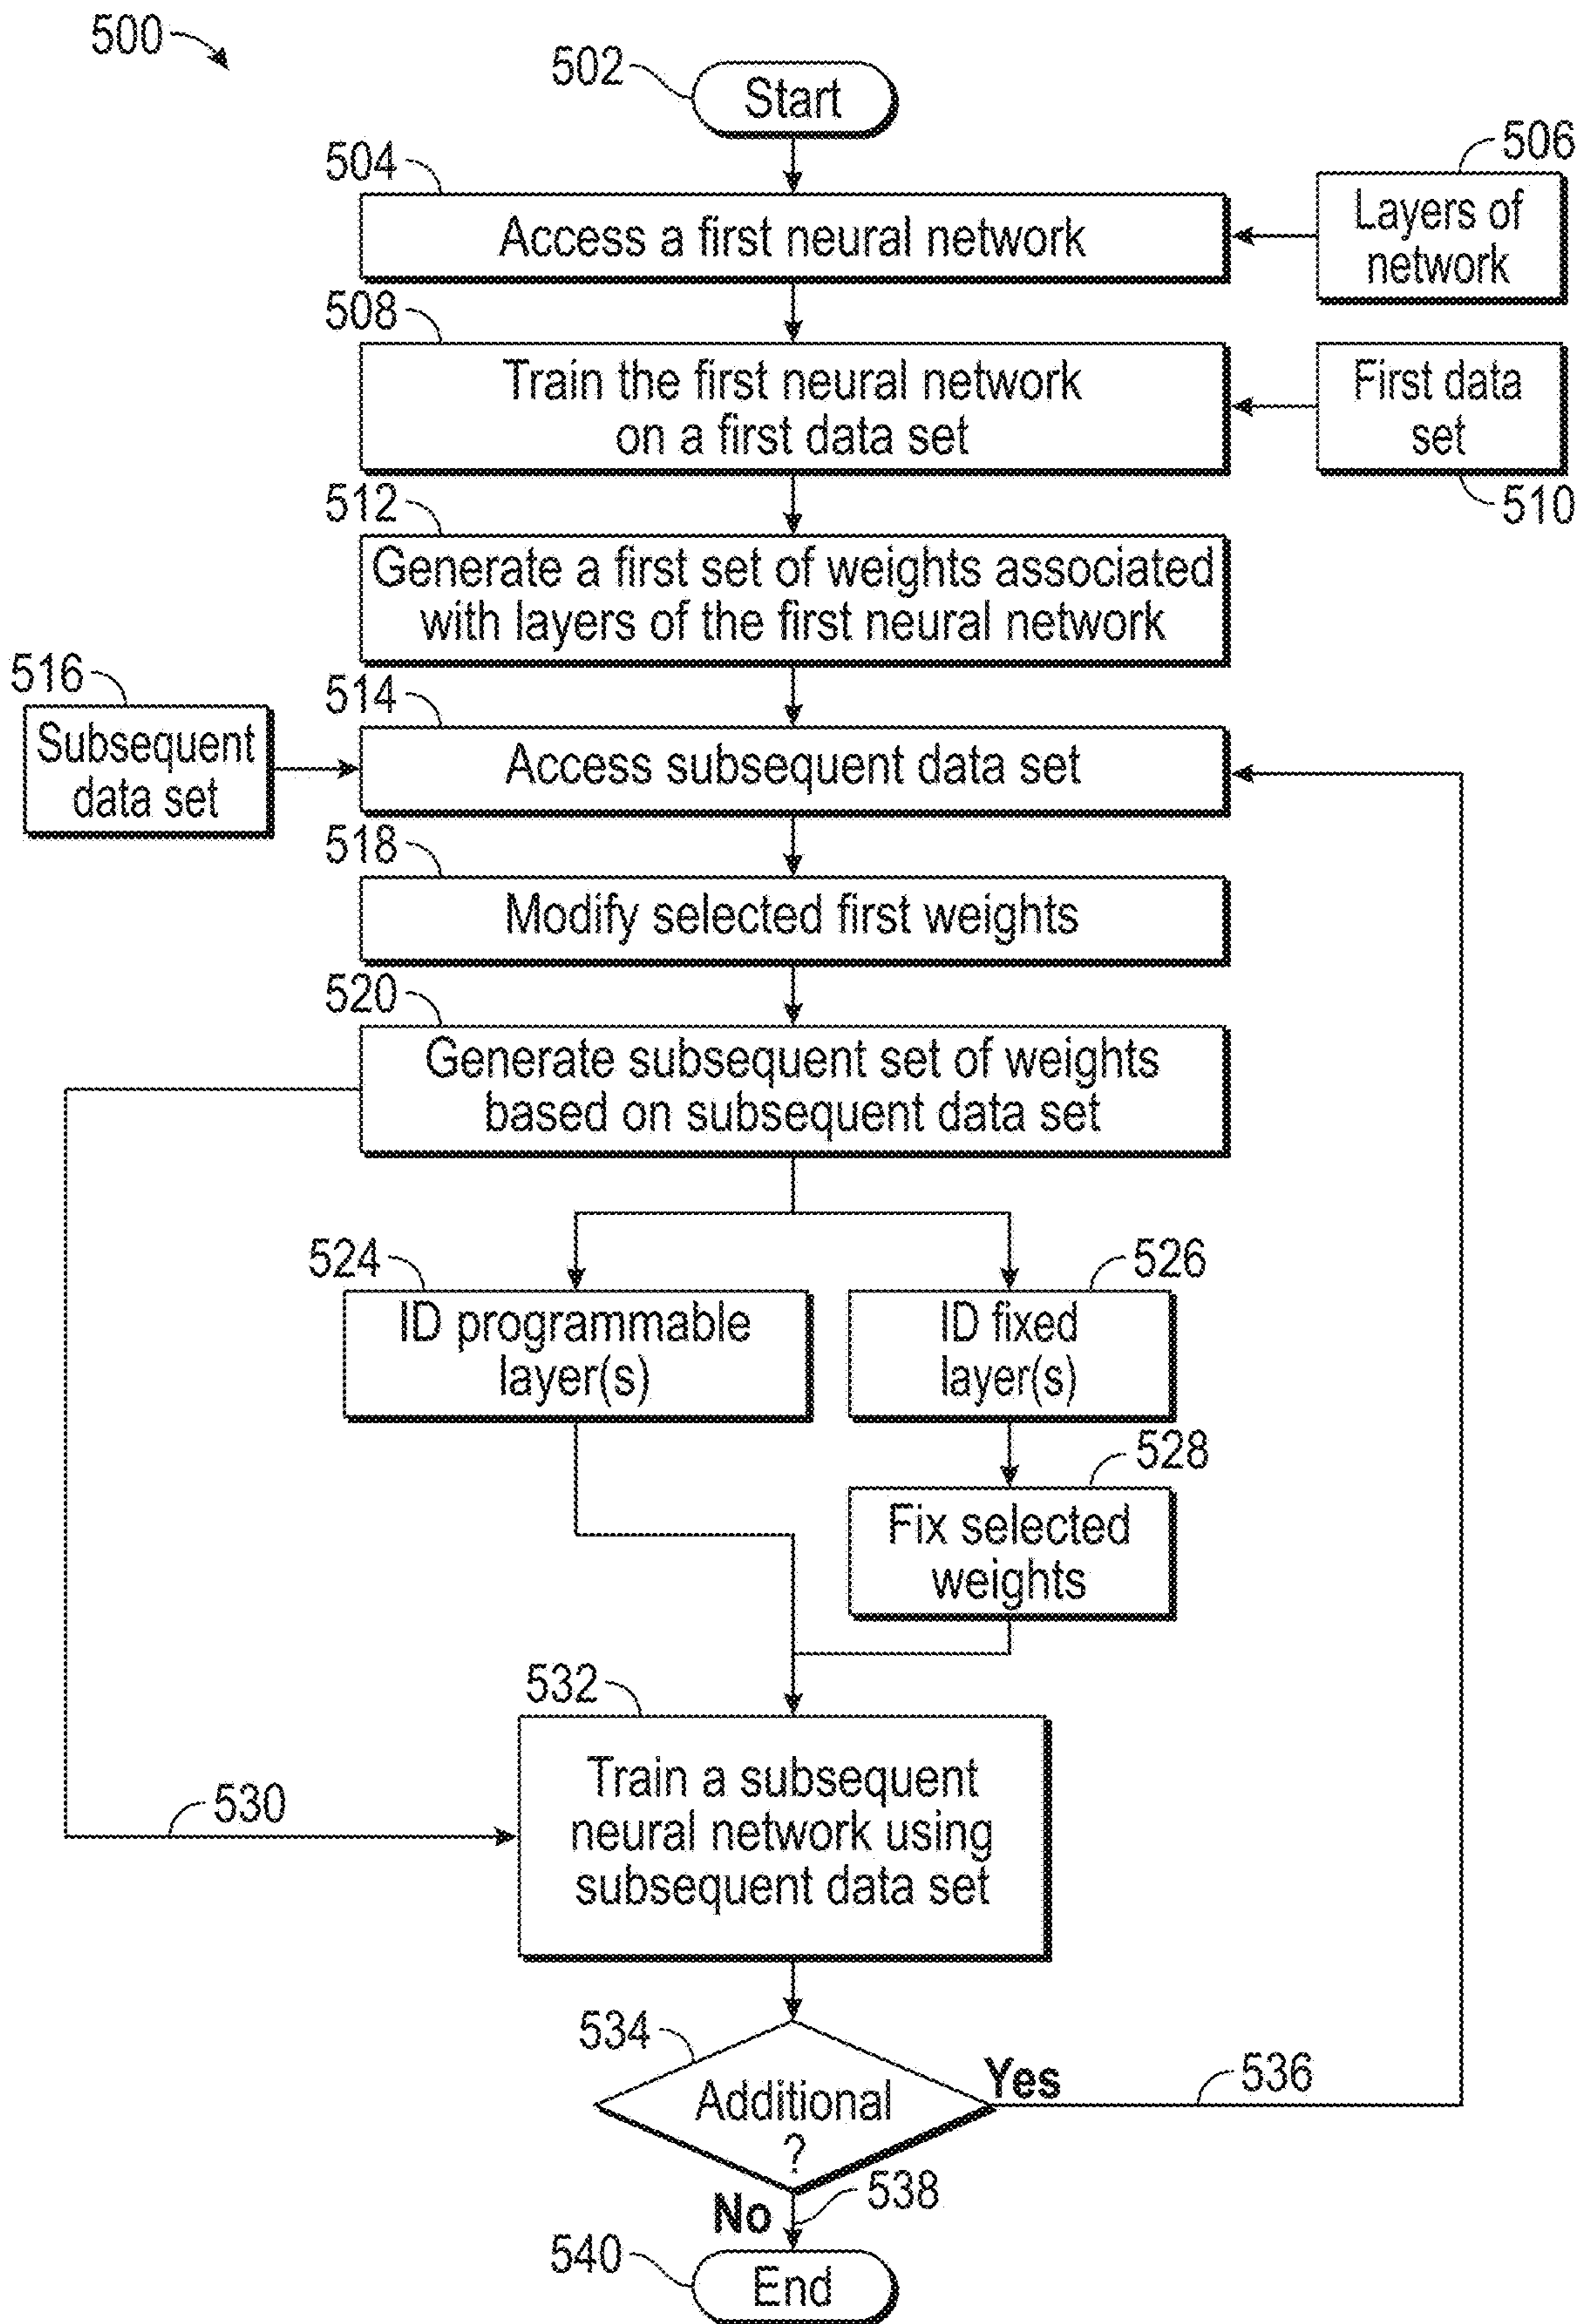 500
502
Start
504
Access a first neural network
506
Layers of
network
508
Train the first neural network
on a first data set
First data
set
510
512
Generate a first set of weights associated
with layers of the first neural network
516
Subsequent
data set
514
Access subsequent data set
518
Modify selected first weights
520
Generate subsequent set of weights
based on subsequent data set
524
ID programmable
layer(s)
526
ID fixed
layer(s)
528
Fix selected
weights
530
532
Train a subsequent
neural network using
subsequent data set
534
Additional
?
Yes
536
No
538
540
End